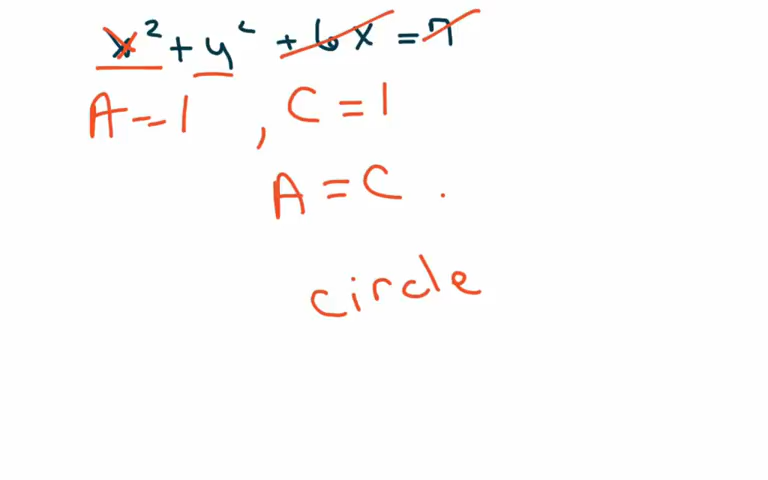 x² + y² + 6x = 7
A = 1 , C = 1
A = C .
circle